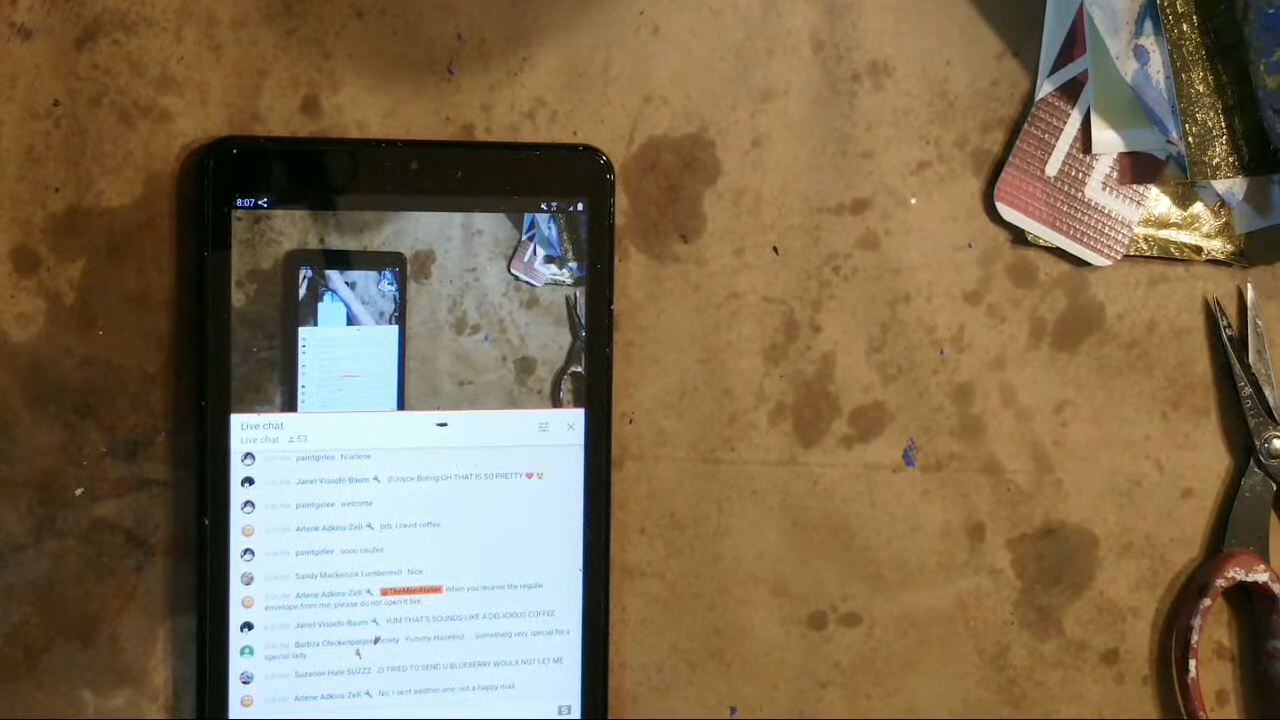 8:07
Live chat
Live chat 53
paintgirlee hi arlene
Janet Visochi-Baum @Joyce Boring OH THAT IS SO PRETTY
paintgirlee welcome
Arlene Adkins-Zell brb, i need coffee
paintgirlee oooo caufee
Sandy Mackenzie Lumbermill Nice
Arlene Adkins-Zell @TheMeriAtelier When you receive the regular
envelope from me, please do not open it live
Janet Visochi-Baum YUM THAT'S SOUNDS LIKE A DELICIOUS COFFEE
Chickenpotpie Yummy Hazelnut Something very special for a
special lady
Suzanne Hale SUZZZ TRIED TO SEND U BLUEBERRY NOT LET ME
Arlene Adkins-Zell No, i sent another one, not a happy mail